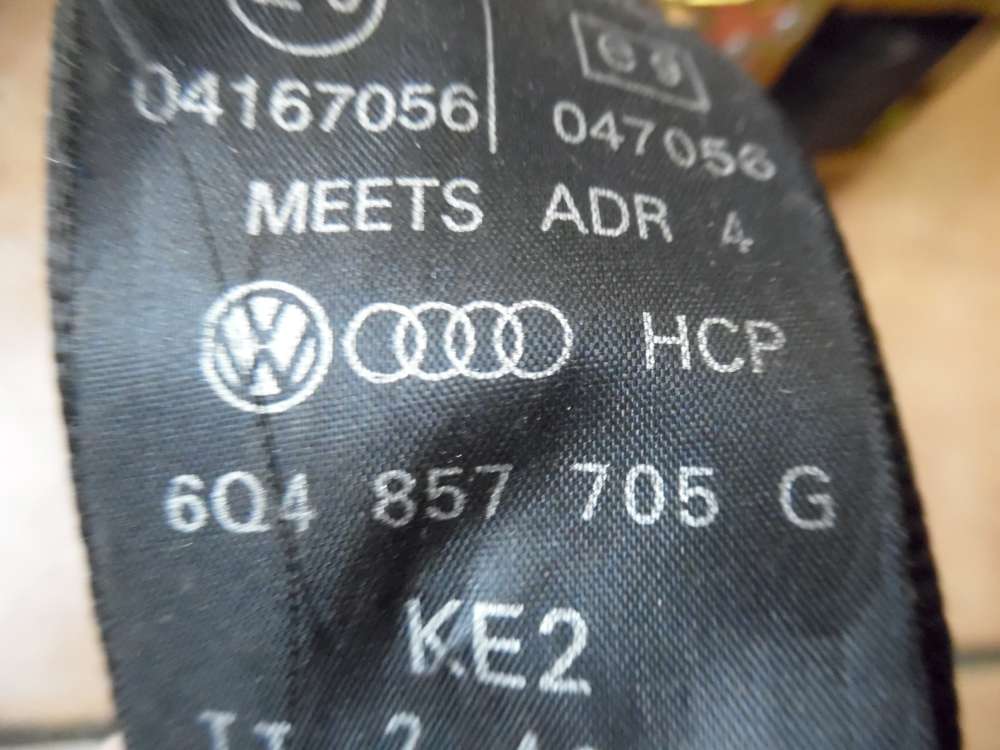 04167056 047056
MEETS ADR 4
HCP
6Q4 857 705 G
KE2